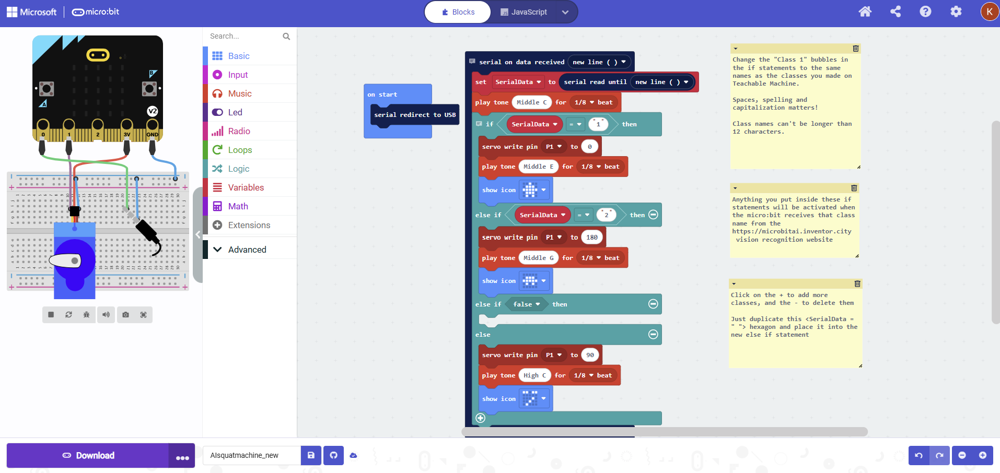 Microsoft
micro:bit
Blocks
JavaScript
K
Search...
Basic
Input
Music
Led
Radio
Loops
Logic
Variables
Math
Extensions
Advanced
A
B
V2
0 1 2 3V GND
on start
serial redirect to USB
serial on data received new line ( )
set SerialData to serial read until new line ( )
play tone Middle C for 1/8 beat
if SerialData = "1" then
servo write pin P1 to 0
play tone Middle E for 1/8 beat
show icon
else if SerialData = "2" then
servo write pin P1 to 180
play tone Middle G for 1/8 beat
show icon
else if false then
else
servo write pin P1 to 90
play tone High C for 1/8 beat
show icon
Change the "Class 1" bubbles in
the if statements to the same
names as the classes you made on
Teachable Machine.
Spaces, spelling and
capitalization matters!
Class names can't be longer than
12 characters.
Anything you put inside these if
statements will be activated when
the micro:bit receives that class
name from the
https://microbitai.inventor.city
vision recognition website
Click on the + to add more
classes, and the - to delete them
Just duplicate this <SerialData =
" "> hexagon and place it into the
new else if statement
Download
AIsquatmachine_new